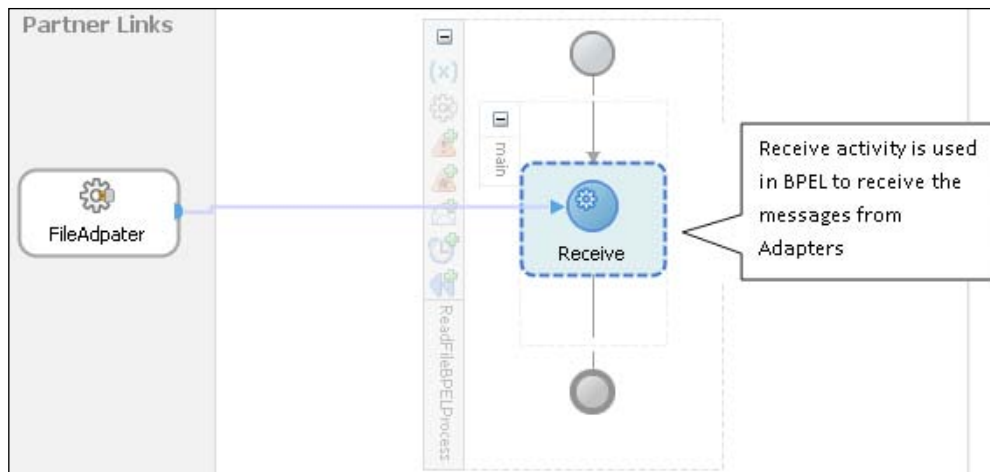 Partner Links
FileAdpater
main
Receive
ReadFileBPELProcess
Receive activity is used
in BPEL to receive the
messages from
Adapters